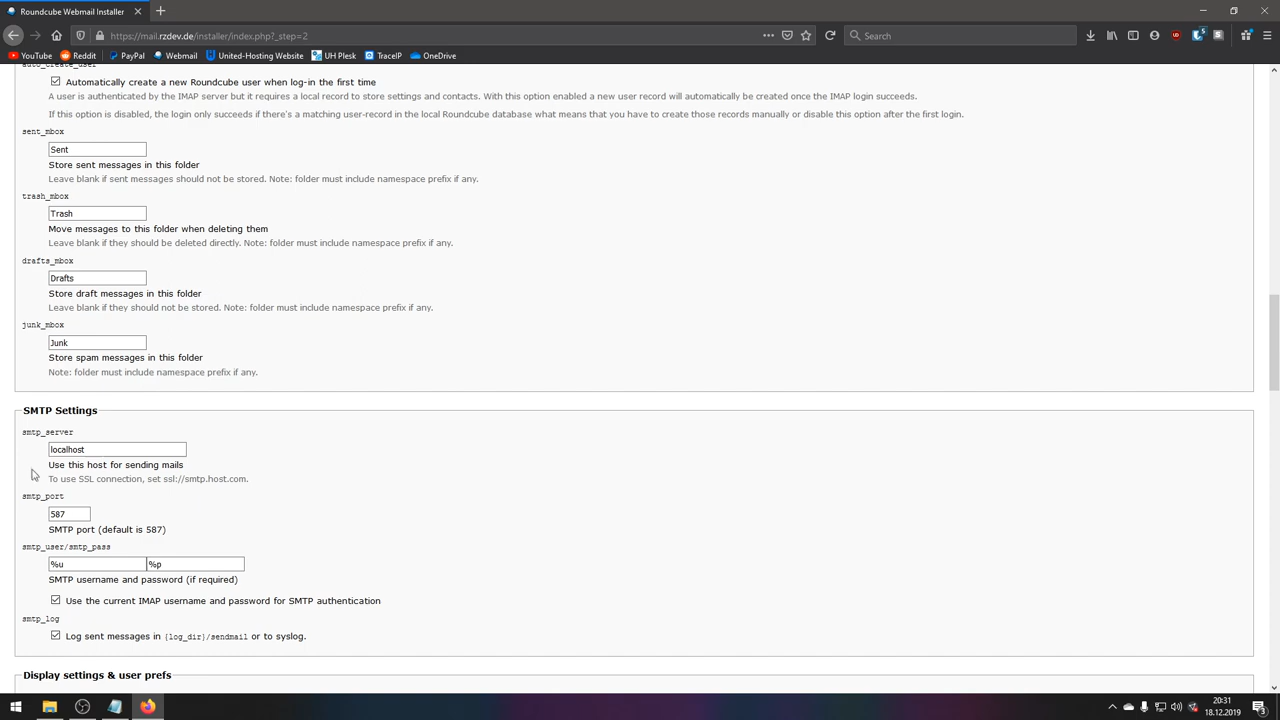 Roundcube Webmail Installer
https://mail.rzdev.de/installer/index.php?_step=2
Search
YouTube
Reddit
PayPal
Webmail
United-Hosting Website
UH Plesk
TraceIP
OneDrive
auto_create_user
Automatically create a new Roundcube user when log-in the first time
A user is authenticated by the IMAP server but it requires a local record to store settings and contacts. With this option enabled a new user record will automatically be created once the IMAP login succeeds.
If this option is disabled, the login only succeeds if there's a matching user-record in the local Roundcube database what means that you have to create those records manually or disable this option after the first login.
sent_mbox
Sent
Store sent messages in this folder
Leave blank if sent messages should not be stored. Note: folder must include namespace prefix if any.
trash_mbox
Trash
Move messages to this folder when deleting them
Leave blank if they should be deleted directly. Note: folder must include namespace prefix if any.
drafts_mbox
Drafts
Store draft messages in this folder
Leave blank if they should not be stored. Note: folder must include namespace prefix if any.
junk_mbox
Junk
Store spam messages in this folder
Note: folder must include namespace prefix if any.
SMTP Settings
smtp_server
localhost
Use this host for sending mails
To use SSL connection, set ssl://smtp.host.com.
smtp_port
587
SMTP port (default is 587)
smtp_user/smtp_pass
%u %p
SMTP username and password (if required)
Use the current IMAP username and password for SMTP authentication
smtp_log
Log sent messages in {log_dir}/sendmail or to syslog.
Display settings & user prefs
20:31
18.12.2019